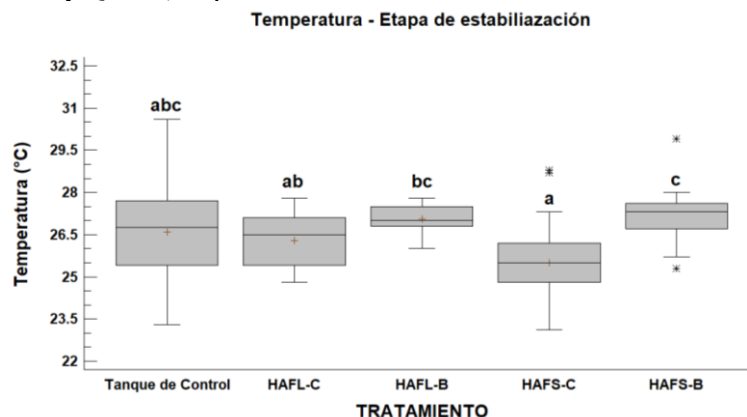 Temperatura - Etapa de estabiliazación
Temperatura (°C)
32.5
31
29.5
28
26.5
25
23.5
22
abc
ab
bc
a
c
Tanque de Control HAFL-C HAFL-B HAFS-C HAFS-B
TRATAMIENTO